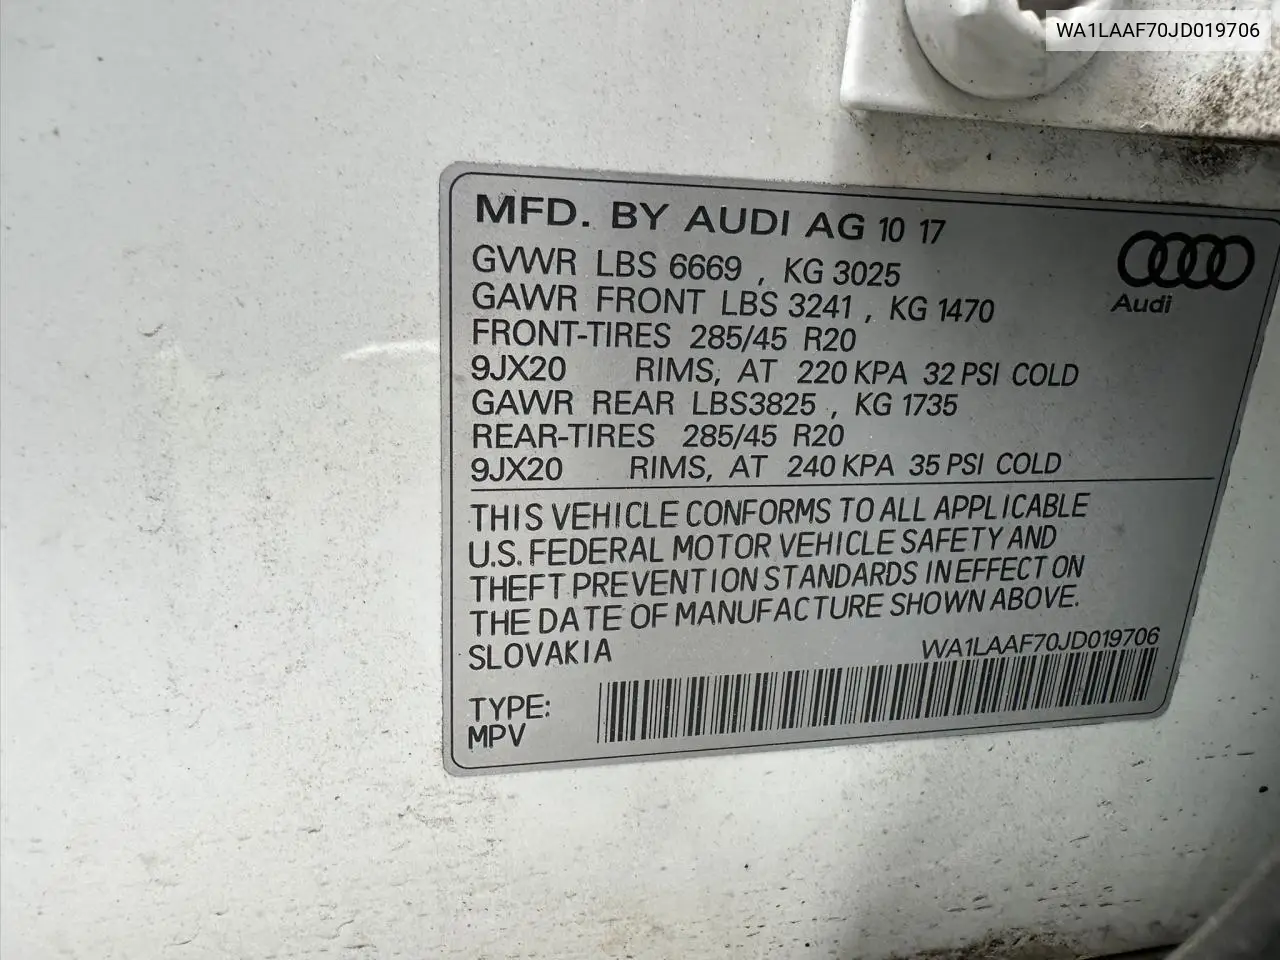 WA1LAAF70JD019706
MFD. BY AUDI AG 10 17
GVWR LBS 6669 , KG 3025
GAWR FRONT LBS 3241 , KG 1470
FRONT-TIRES 285/45 R20
9JX20 RIMS, AT 220 KPA 32 PSI COLD
GAWR REAR LBS3825 , KG 1735
REAR-TIRES 285/45 R20
9JX20 RIMS, AT 240 KPA 35 PSI COLD
Audi
THIS VEHICLE CONFORMS TO ALL APPLICABLE
U.S. FEDERAL MOTOR VEHICLE SAFETY AND
THEFT PREVENTION STANDARDS IN EFFECT ON
THE DATE OF MANUFACTURE SHOWN ABOVE.
SLOVAKIA
WA1LAAF70JD019706
TYPE:
MPV